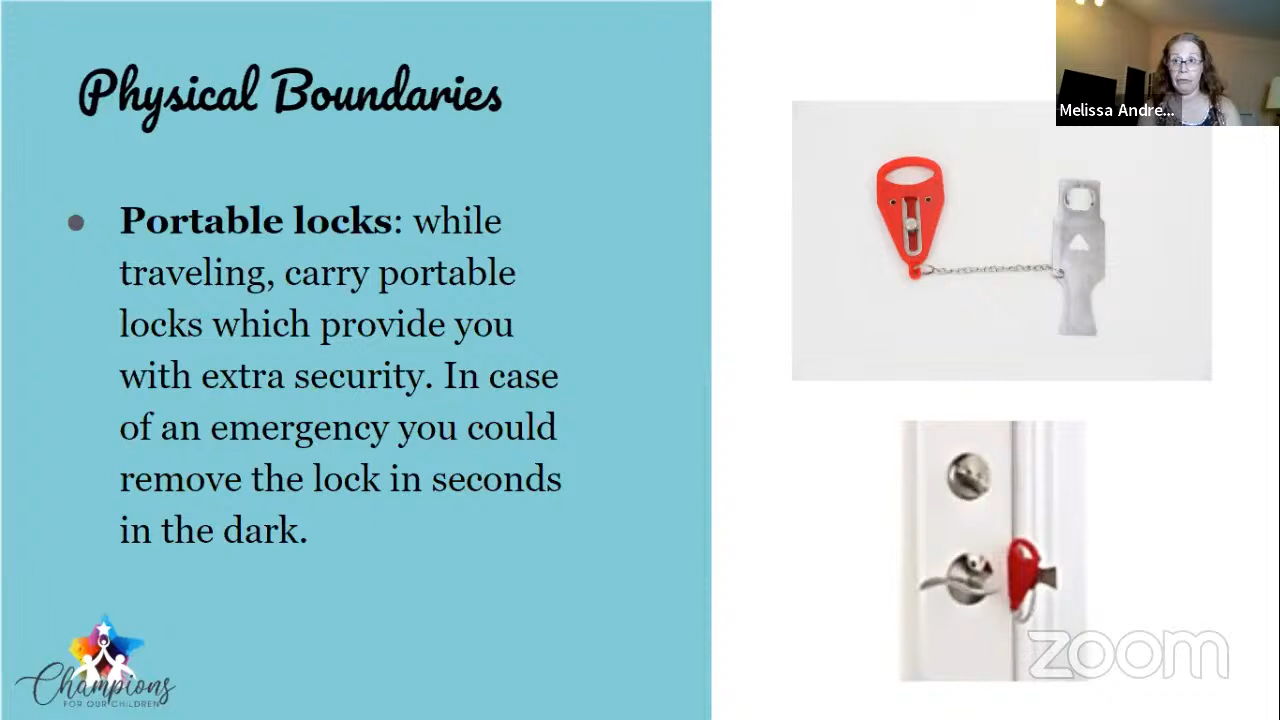 Physical Boundaries
Melissa Andre...
Portable locks: while
traveling, carry portable
locks which provide you
with extra security. In case
of an emergency you could
remove the lock in seconds
in the dark.
Champions
FOR OUR CHILDREN
zoom